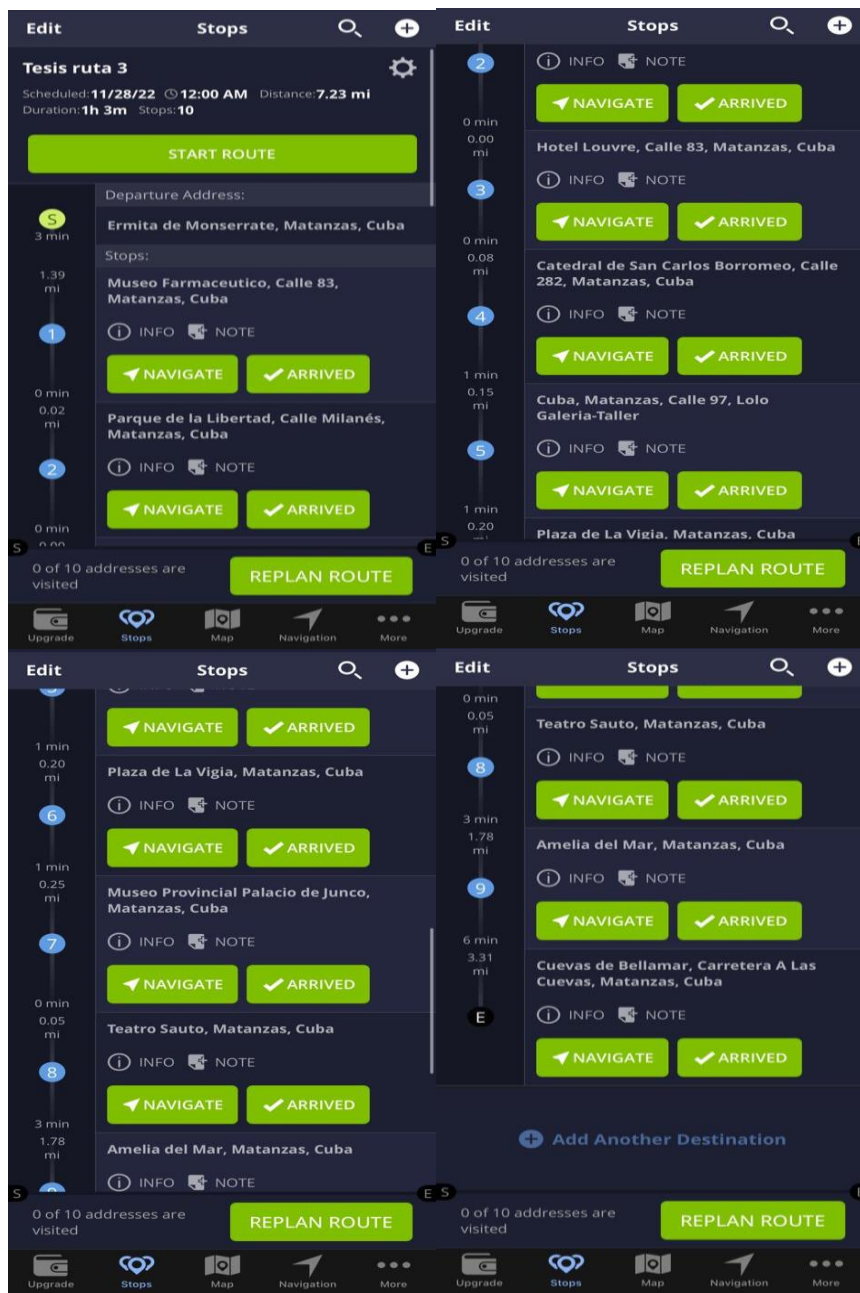 Edit Stops
Tesis ruta 3
Scheduled:11/28/22 12:00 AM Distance:7.23 mi
Duration:1h 3m Stops:10
START ROUTE
Departure Address:
S
3 min
Ermita de Monserrate, Matanzas, Cuba
Stops:
1.39
mi
Museo Farmaceutico, Calle 83,
Matanzas, Cuba
1
INFO NOTE
NAVIGATE ARRIVED
0 min
0.02
mi
Parque de la Libertad, Calle Milanés,
Matanzas, Cuba
2
INFO NOTE
NAVIGATE ARRIVED
0 min
0.00
S E
0 of 10 addresses are
visited
REPLAN ROUTE
Upgrade Stops Map Navigation More
Edit Stops
2
INFO NOTE
NAVIGATE ARRIVED
0 min
0.00
mi
Hotel Louvre, Calle 83, Matanzas, Cuba
3
INFO NOTE
NAVIGATE ARRIVED
0 min
0.08
mi
Catedral de San Carlos Borromeo, Calle
282, Matanzas, Cuba
4
INFO NOTE
NAVIGATE ARRIVED
1 min
0.15
mi
Cuba, Matanzas, Calle 97, Lolo
Galeria-Taller
5
INFO NOTE
NAVIGATE ARRIVED
1 min
0.20
mi
Plaza de La Vigia, Matanzas, Cuba
S
0 of 10 addresses are
visited
REPLAN ROUTE
Upgrade Stops Map Navigation More
Edit Stops
NAVIGATE ARRIVED
1 min
0.20
mi
Plaza de La Vigia, Matanzas, Cuba
6
INFO NOTE
NAVIGATE ARRIVED
1 min
0.25
mi
Museo Provincial Palacio de Junco,
Matanzas, Cuba
7
INFO NOTE
NAVIGATE ARRIVED
0 min
0.05
mi
Teatro Sauto, Matanzas, Cuba
8
INFO NOTE
NAVIGATE ARRIVED
3 min
1.78
mi
Amelia del Mar, Matanzas, Cuba
INFO NOTE
S E
0 of 10 addresses are
visited
REPLAN ROUTE
Upgrade Stops Map Navigation More
Edit Stops
0 min
0.05
mi
Teatro Sauto, Matanzas, Cuba
8
INFO NOTE
NAVIGATE ARRIVED
3 min
1.78
mi
Amelia del Mar, Matanzas, Cuba
9
INFO NOTE
NAVIGATE ARRIVED
6 min
3.31
mi
Cuevas de Bellamar, Carretera A Las
Cuevas, Matanzas, Cuba
E
INFO NOTE
NAVIGATE ARRIVED
Add Another Destination
S
0 of 10 addresses are
visited
REPLAN ROUTE
Upgrade Stops Map Navigation More